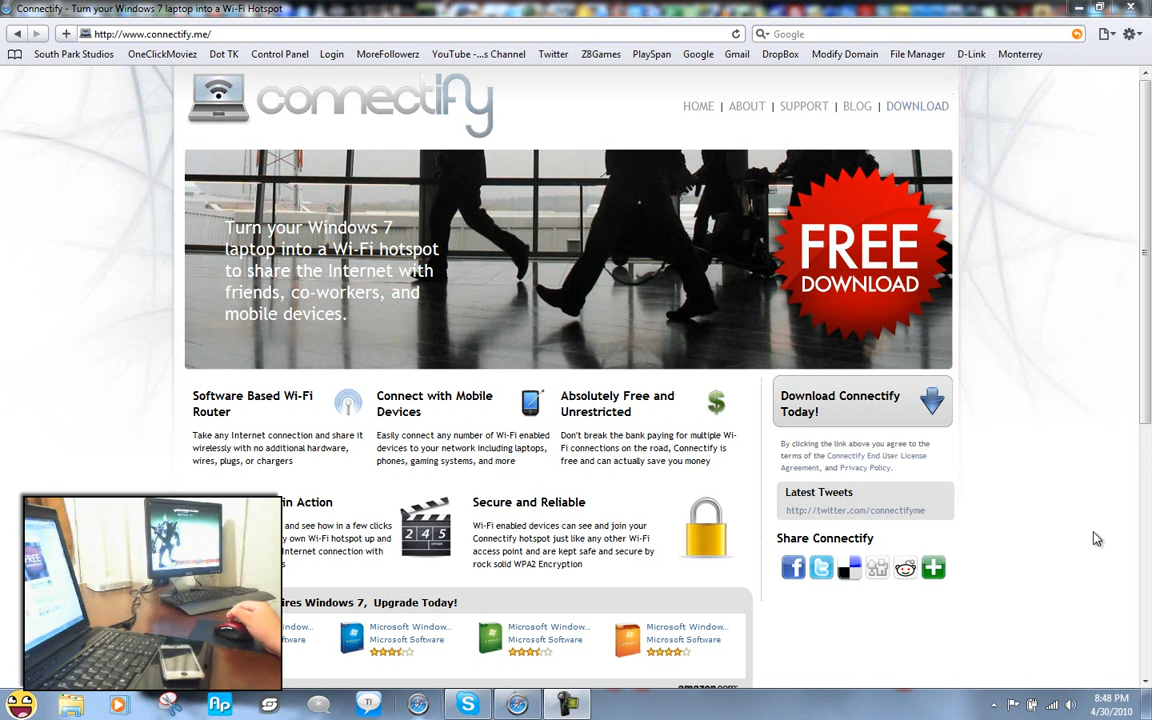 Connectify - Turn your Windows 7 laptop into a Wi-Fi Hotspot
http://www.connectify.me/
Google
South Park Studios OneClickMoviez Dot TK Control Panel Login MoreFollowerz YouTube -...s Channel Twitter Z8Games PlaySpan Google Gmail DropBox Modify Domain File Manager D-Link Monterrey
connectify
HOME | ABOUT | SUPPORT | BLOG | DOWNLOAD
Turn your Windows 7
laptop into a Wi-Fi hotspot
to share the Internet with
friends, co-workers, and
mobile devices.
FREE
DOWNLOAD
Software Based Wi-Fi
Router
Take any Internet connection and share it
wirelessly with no additional hardware,
wires, plugs, or chargers
Connect with Mobile
Devices
Easily connect any number of Wi-Fi enabled
devices to your network including laptops,
phones, gaming systems, and more
Absolutely Free and
Unrestricted
Don't break the bank paying for multiple Wi-
Fi connections on the road, Connectify is
free and can actually save you money
Download Connectify
Today!
By clicking the link above you agree to the
terms of the Connectify End User License
Agreement, and Privacy Policy.
Latest Tweets
http://twitter.com/connectifyme
Share Connectify
in Action
and see how in a few clicks
own Wi-Fi hotspot up and
Internet connection with
2 4 5
Secure and Reliable
Wi-Fi enabled devices can see and join your
Connectify hotspot just like any other Wi-Fi
access point and are kept safe and secure by
rock solid WPA2 Encryption
ires Windows 7, Upgrade Today!
indow...
ftware
Microsoft Window...
Microsoft Software
Microsoft Window...
Microsoft Software
Microsoft Window...
Microsoft Software
amazon.com
8:48 PM
4/30/2010